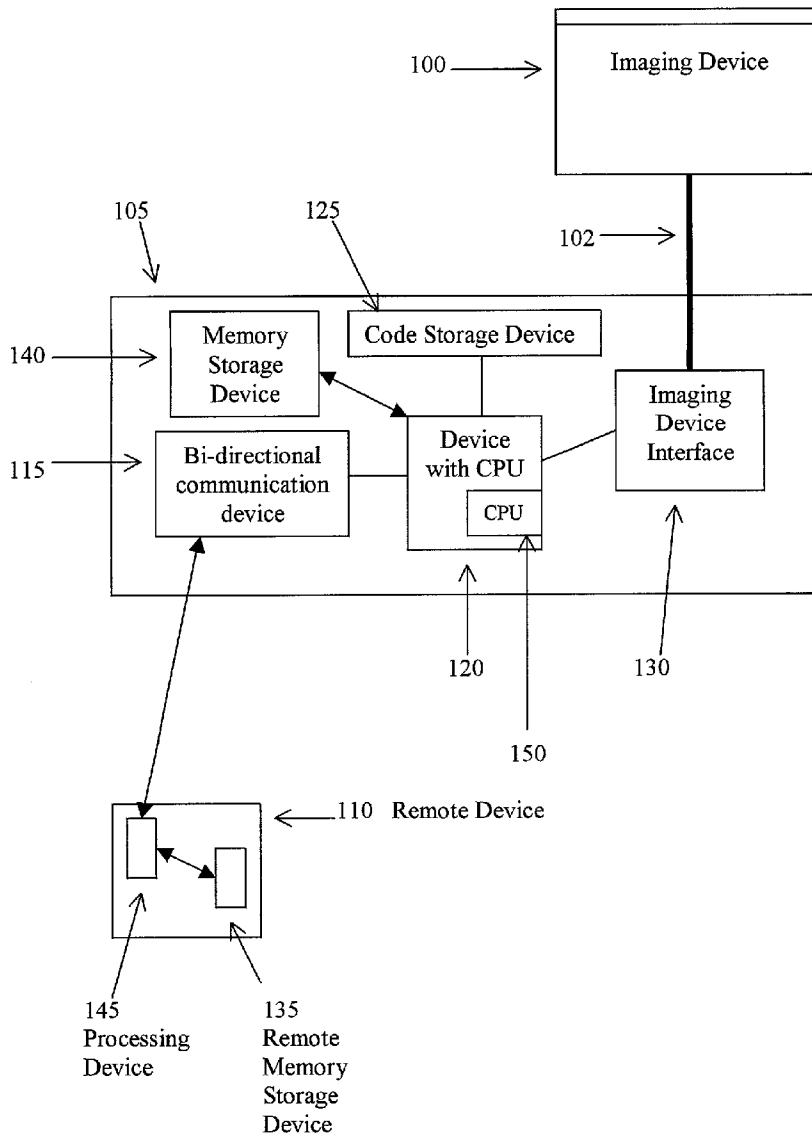 100
Imaging Device
105
125
102
140
Memory
Storage
Device
Code Storage Device
115
Bi-directional
communication
device
Device
with CPU
CPU
Imaging
Device
Interface
120
130
150
110 Remote Device
145
Processing
Device
135
Remote
Memory
Storage
Device